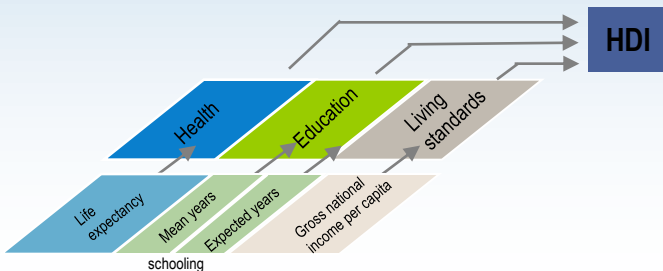 HDI
Health
Education
Living
standards
Life
expectancy
Mean years
Expected years
Gross national
income per capita
schooling